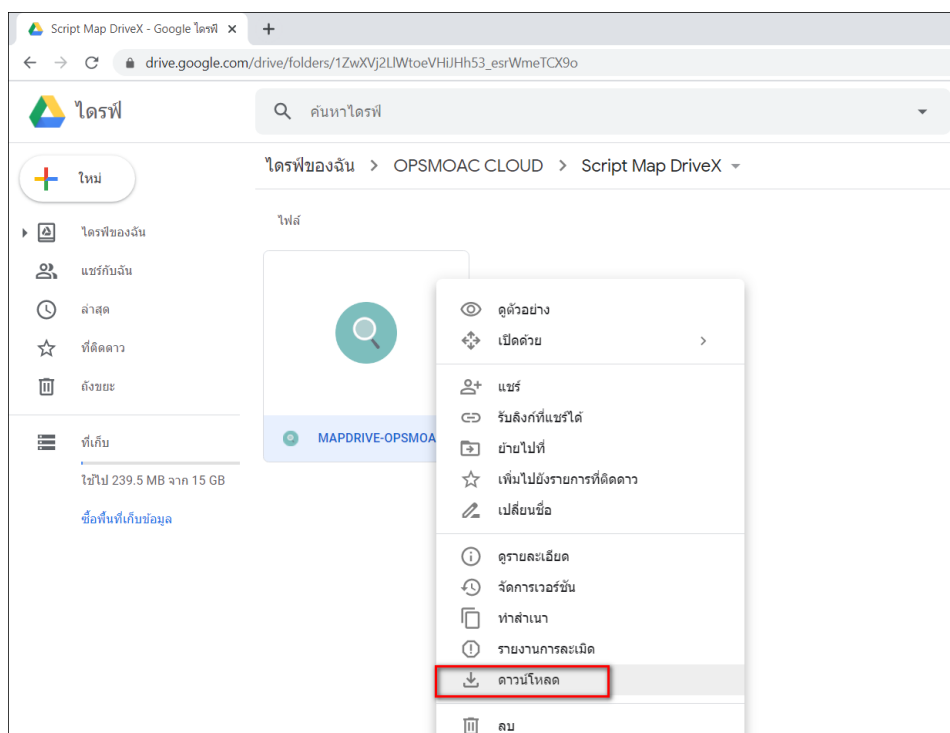 Script Map DriveX - Google ไดรฟ์
drive.google.com/drive/folders/1ZwXVj2LlWtoeVHiJHh53_esrWmeTCX9o
ไดรฟ์
ค้นหาไดรฟ์
ใหม่
ไดรฟ์ของฉัน > OPSMOAC CLOUD > Script Map DriveX
ไดรฟ์ของฉัน
แชร์กับฉัน
ล่าสุด
ที่ติดดาว
ถังขยะ
ที่เก็บ
ใช้ไป 239.5 MB จาก 15 GB
ซื้อพื้นที่เก็บข้อมูล
ไฟล์
MAPDRIVE-OPSMOA
ดูตัวอย่าง
เปิดด้วย
แชร์
รับลิงก์ที่แชร์ได้
ย้ายไปที่
เพิ่มไปยังรายการที่ติดดาว
เปลี่ยนชื่อ
ดูรายละเอียด
จัดการเวอร์ชัน
ทำสำเนา
รายงานการละเมิด
ดาวน์โหลด
ลบ